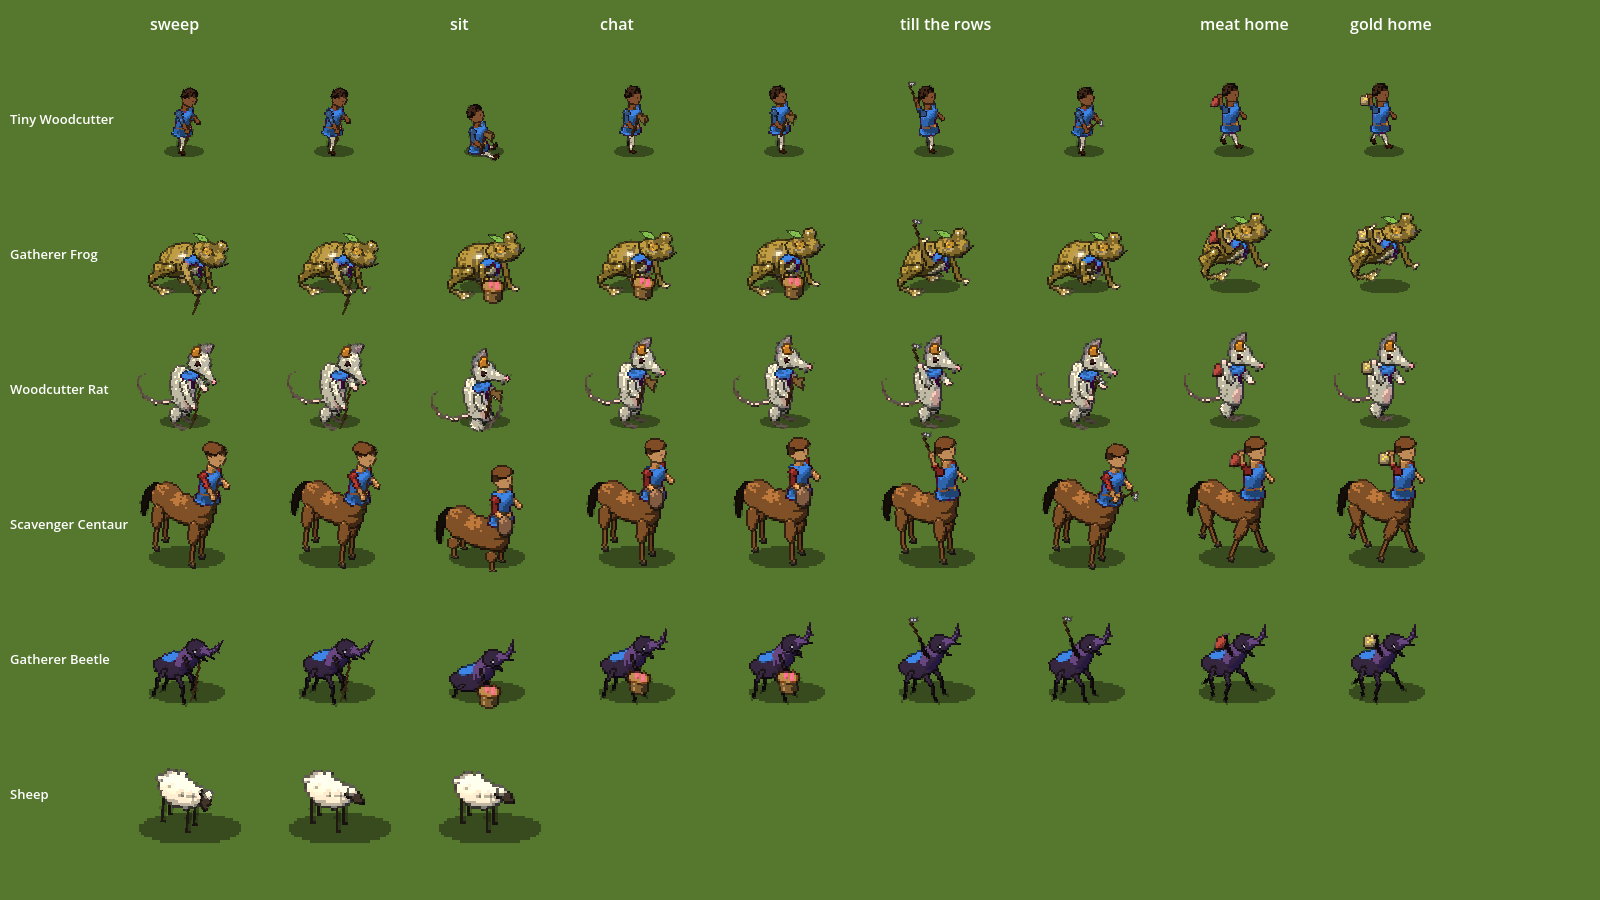 sweep
sit
chat
till the rows
meat home
gold home
Tiny Woodcutter
Gatherer Frog
Woodcutter Rat
Scavenger Centaur
Gatherer Beetle
Sheep